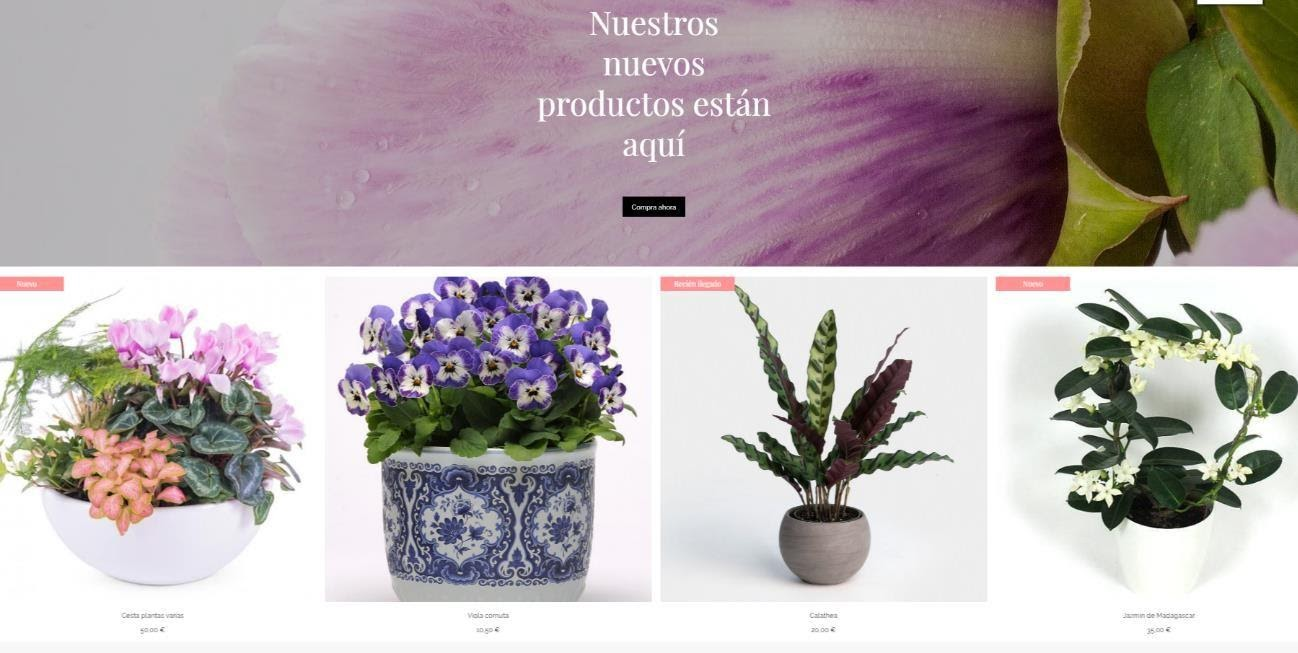 Nuestros
nuevos
productos están
aquí
Compra ahora
Nuevo
Recién llegado
Nuevo
Cesta plantas varias
Viola cornuta
Calathea
Jazmín de Madagascar
50,00 €
10,50 €
20,00 €
35,00 €